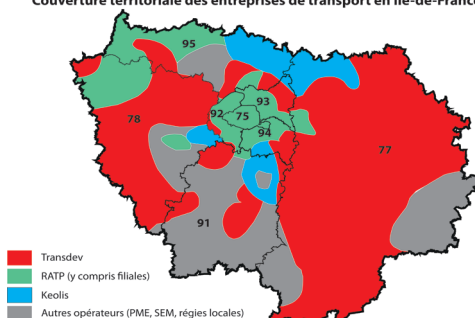 Couverture territoriale des entreprises de transport en Île-de-France
95
93
92
75
78
94
77
91
Transdev
RATP (y compris filiales)
Keolis
Autres opérateurs (PME, SEM, régies locales)